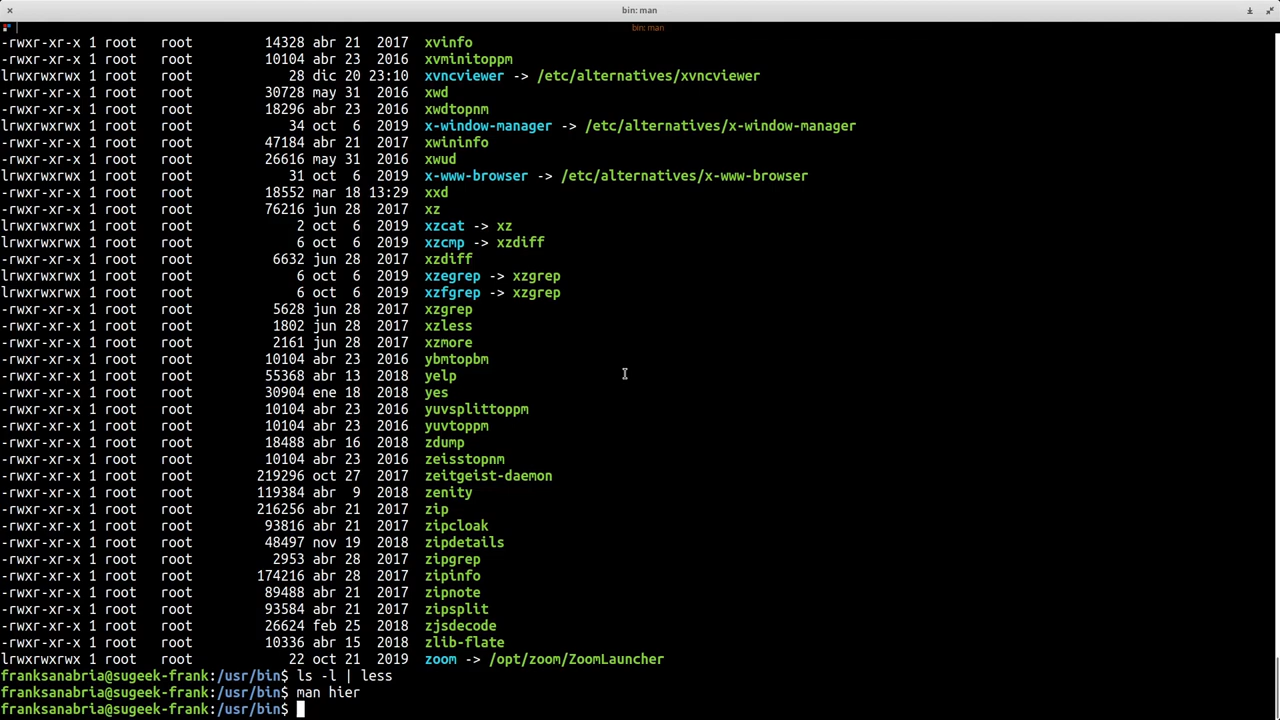 bin: man
bin: man
-rwxr-xr-x 1 root   root         14328 abr 21  2017  xvinfo
-rwxr-xr-x 1 root   root         10104 abr 23  2016  xvminitoppm
lrwxrwxrwx 1 root   root            28 dic 20 23:10  xvncviewer -> /etc/alternatives/xvncviewer
-rwxr-xr-x 1 root   root         30728 may 31  2016  xwd
-rwxr-xr-x 1 root   root         18296 abr 23  2016  xwdtopnm
lrwxrwxrwx 1 root   root            34 oct  6  2019  x-window-manager -> /etc/alternatives/x-window-manager
-rwxr-xr-x 1 root   root         47184 abr 21  2017  xwininfo
-rwxr-xr-x 1 root   root         26616 may 31  2016  xwud
lrwxrwxrwx 1 root   root            31 oct  6  2019  x-www-browser -> /etc/alternatives/x-www-browser
-rwxr-xr-x 1 root   root         18552 mar 18 13:29  xxd
-rwxr-xr-x 1 root   root         76216 jun 28  2017  xz
lrwxrwxrwx 1 root   root             2 oct  6  2019  xzcat -> xz
lrwxrwxrwx 1 root   root             6 oct  6  2019  xzcmp -> xzdiff
-rwxr-xr-x 1 root   root          6632 jun 28  2017  xzdiff
lrwxrwxrwx 1 root   root             6 oct  6  2019  xzegrep -> xzgrep
lrwxrwxrwx 1 root   root             6 oct  6  2019  xzfgrep -> xzgrep
-rwxr-xr-x 1 root   root          5628 jun 28  2017  xzgrep
-rwxr-xr-x 1 root   root          1802 jun 28  2017  xzless
-rwxr-xr-x 1 root   root          2161 jun 28  2017  xzmore
-rwxr-xr-x 1 root   root         10104 abr 23  2016  ybmtopbm
-rwxr-xr-x 1 root   root         55368 abr 13  2018  yelp
-rwxr-xr-x 1 root   root         30904 ene 18  2018  yes
-rwxr-xr-x 1 root   root         10104 abr 23  2016  yuvsplittoppm
-rwxr-xr-x 1 root   root         10104 abr 23  2016  yuvtoppm
-rwxr-xr-x 1 root   root         18488 abr 16  2018  zdump
-rwxr-xr-x 1 root   root         10104 abr 23  2016  zeisstopnm
-rwxr-xr-x 1 root   root        219296 oct 27  2017  zeitgeist-daemon
-rwxr-xr-x 1 root   root        119384 abr  9  2018  zenity
-rwxr-xr-x 1 root   root        216256 abr 21  2017  zip
-rwxr-xr-x 1 root   root         93816 abr 21  2017  zipcloak
-rwxr-xr-x 1 root   root         48497 nov 19  2018  zipdetails
-rwxr-xr-x 1 root   root          2953 abr 28  2017  zipgrep
-rwxr-xr-x 1 root   root        174216 abr 28  2017  zipinfo
-rwxr-xr-x 1 root   root         89488 abr 21  2017  zipnote
-rwxr-xr-x 1 root   root         93584 abr 21  2017  zipsplit
-rwxr-xr-x 1 root   root         26624 feb 25  2018  zjsdecode
-rwxr-xr-x 1 root   root         10336 abr 15  2018  zlib-flate
lrwxrwxrwx 1 root   root            22 oct 21  2019  zoom -> /opt/zoom/ZoomLauncher
franksanabria@sugeek-frank:/usr/bin$ ls -l | less
franksanabria@sugeek-frank:/usr/bin$ man hier
franksanabria@sugeek-frank:/usr/bin$